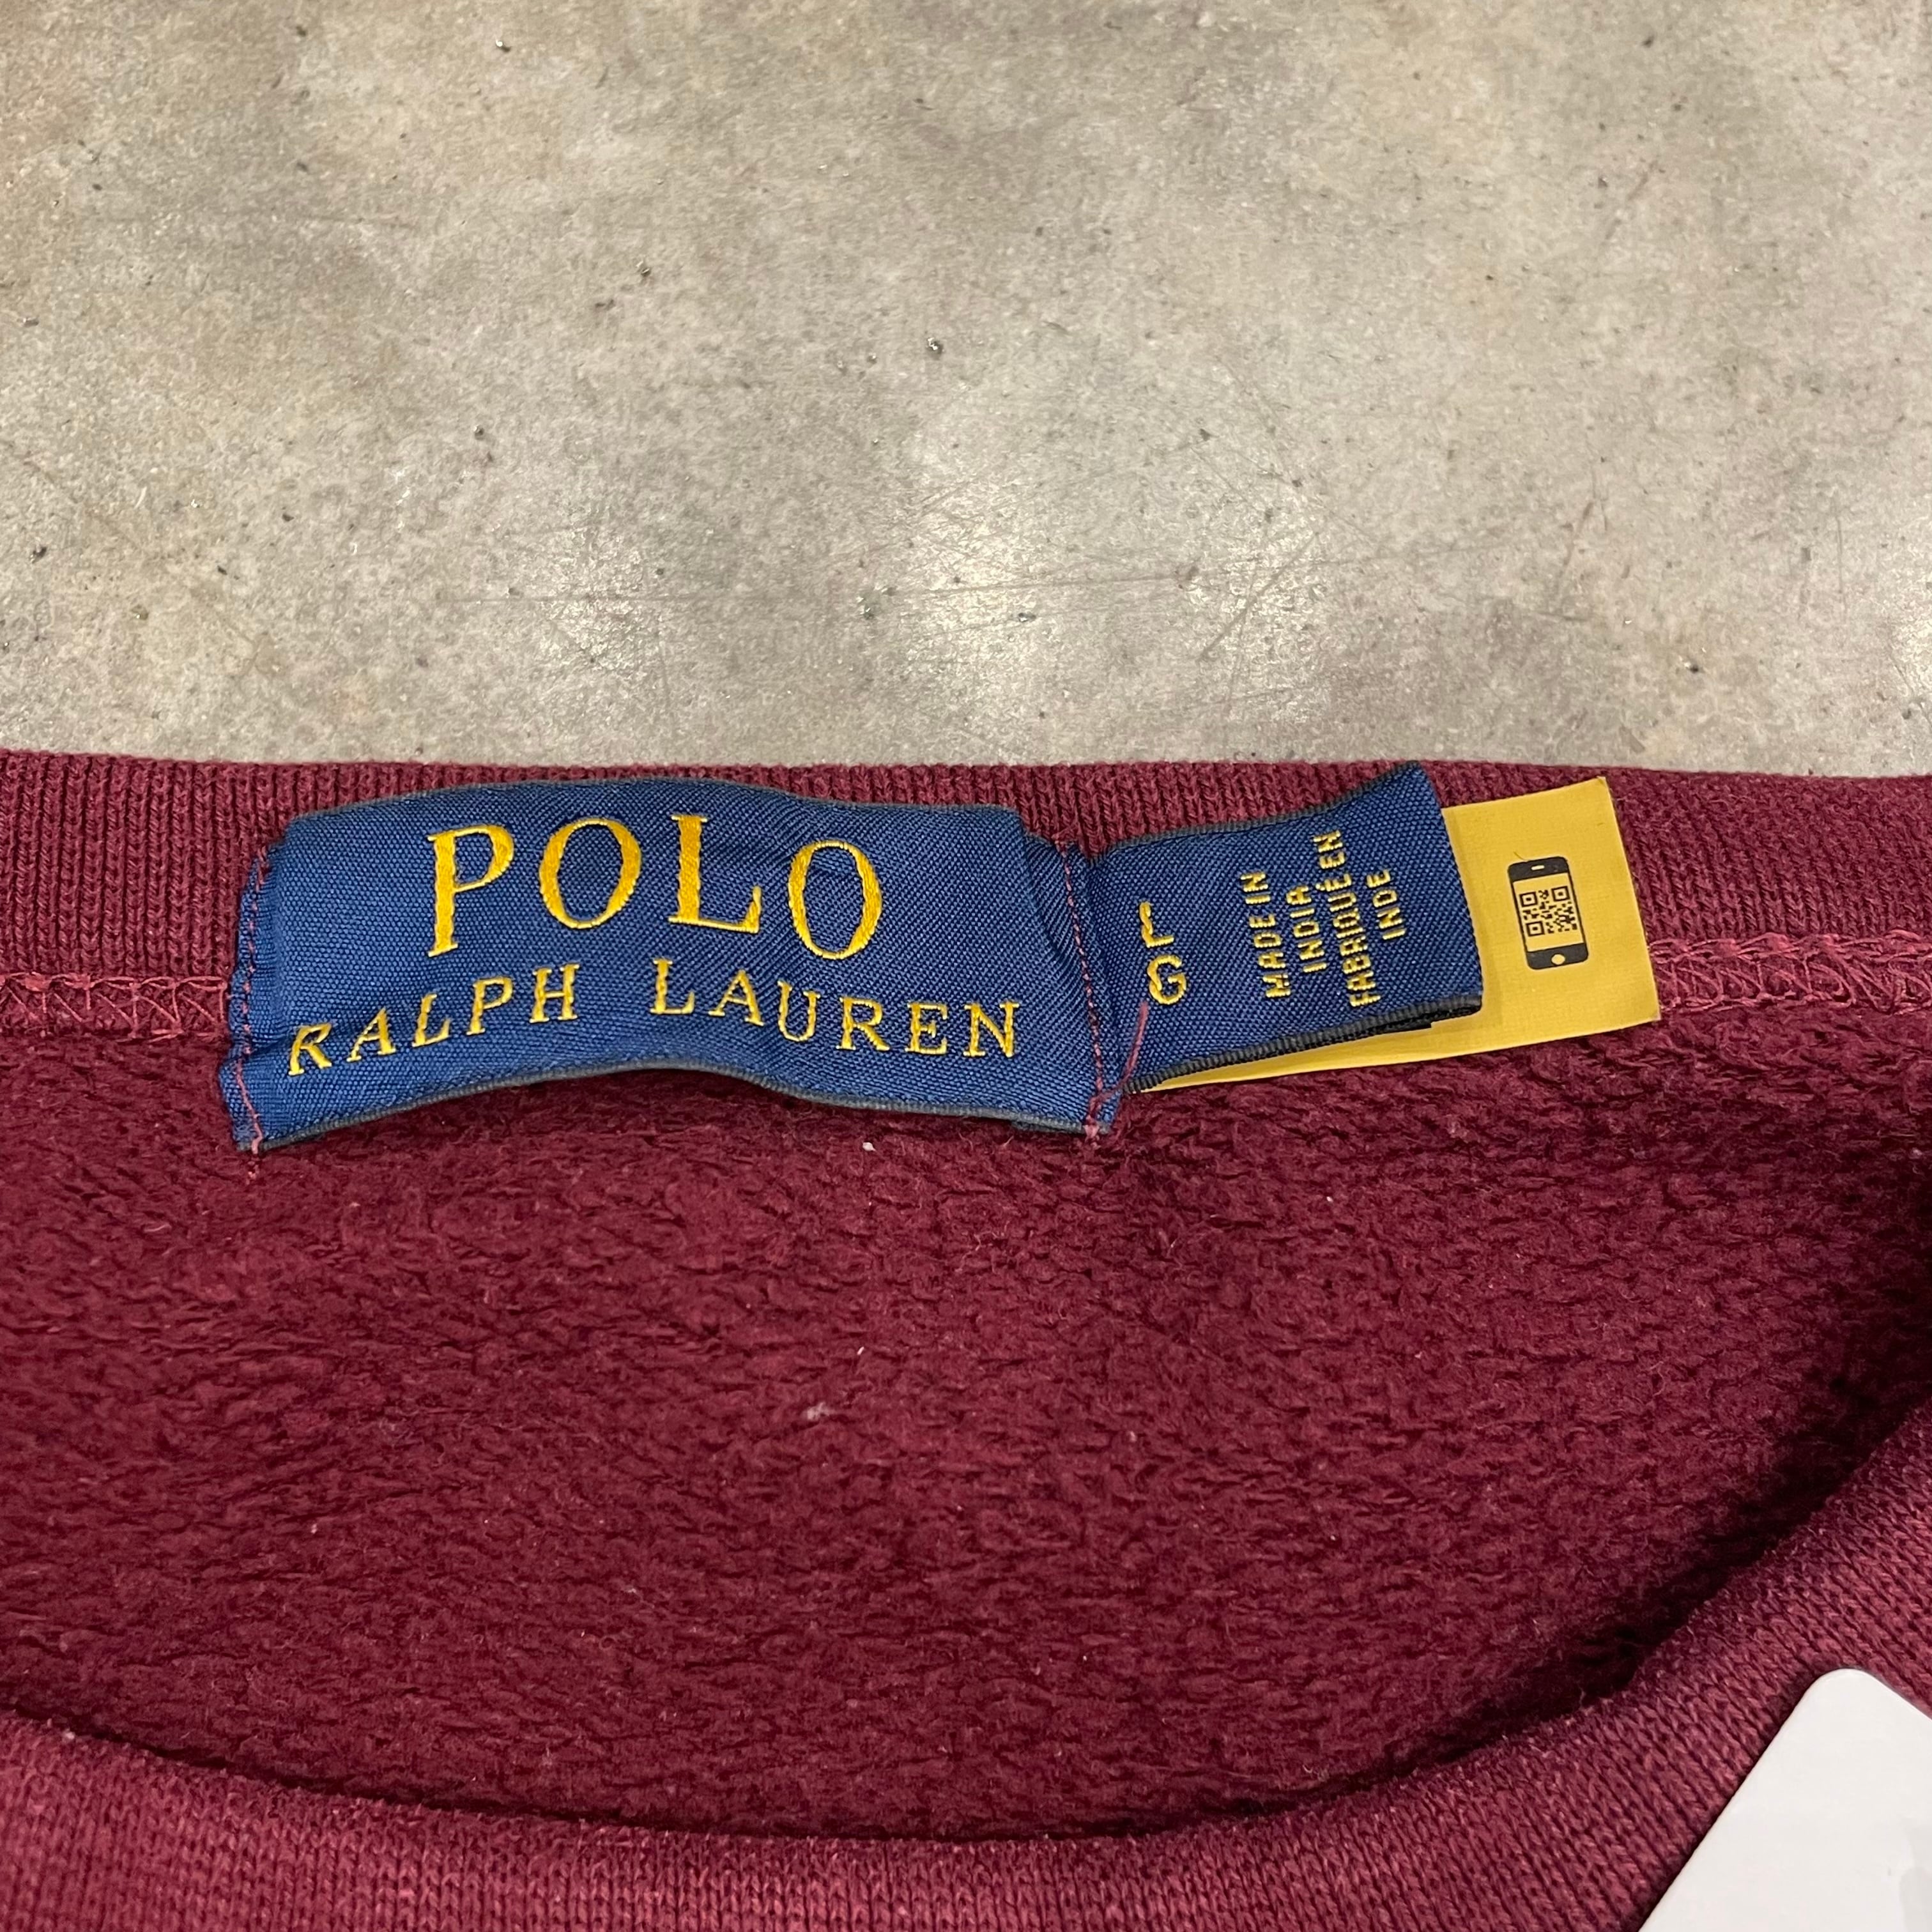 POLO
RALPH LAUREN
L
G
MADE IN
INDIA
FABRIQUÉ EN
INDE